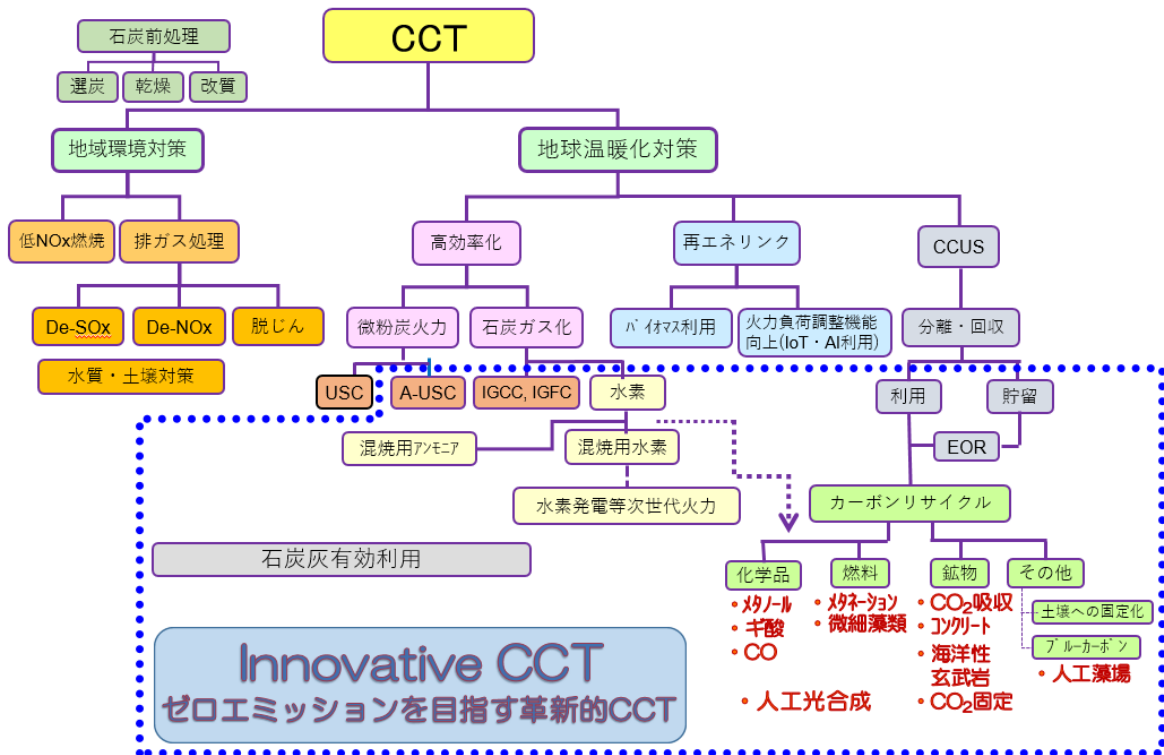 CCT
石炭前処理
選炭
乾燥
改質
地域環境対策
地球温暖化対策
低NOx燃焼
排ガス処理
高効率化
再エネリンク
CCUS
De-SOx
De-NOx
脱じん
微粉炭火力
石炭ガス化
ﾊﾞｲｵﾏｽ利用
火力負荷調整機能
向上(IoT・AI利用)
分離・回収
水質・土壌対策
USC
A-USC
IGCC, IGFC
水素
利用
貯留
混焼用ｱﾝﾓﾆｱ
混焼用水素
EOR
水素発電等次世代火力
カーボンリサイクル
石炭灰有効利用
化学品
燃料
鉱物
その他
・ﾒﾀﾉｰﾙ
・ギ酸
・CO
・ﾒﾀﾈｰｼｮﾝ
・微細藻類
・CO₂吸収
・ｺﾝｸﾘｰﾄ
・海洋性
玄武岩
・CO₂固定
土壌への固定化
ﾌﾞﾙｰｶｰﾎﾞﾝ
・人工藻場
・人工光合成
Innovative CCT
ゼロエミッションを目指す革新的CCT